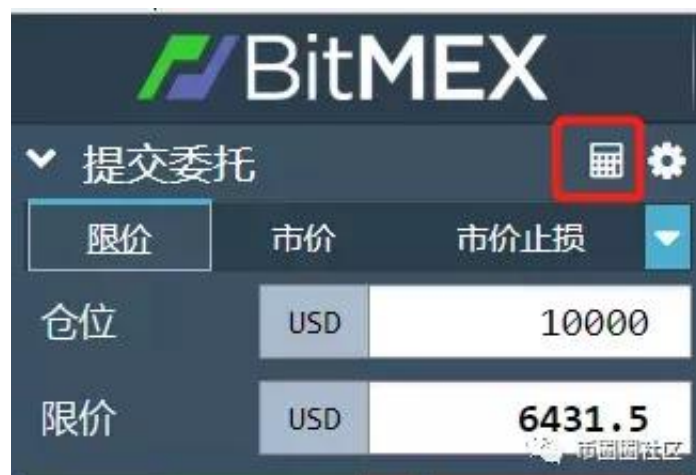 BitMEX
提交委托
限价 市价 市价止损
仓位 USD 10000
限价 USD 6431.5
币圈圈社区